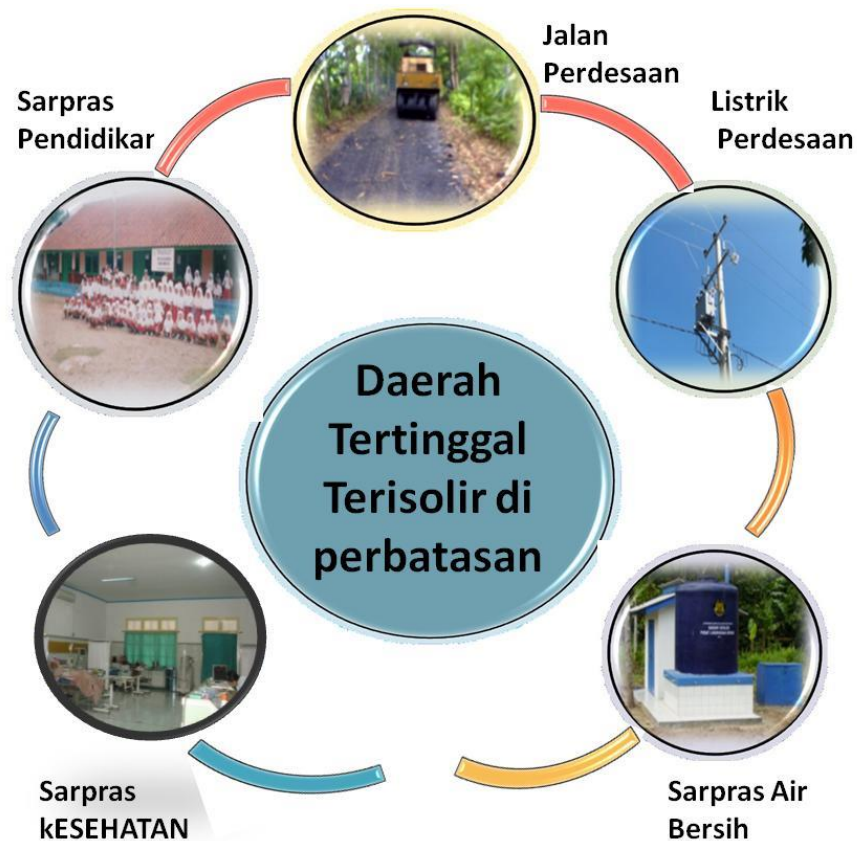 Jalan
Perdesaan
Sarpras
Pendidikar
Listrik
Perdesaan
Daerah
Tertinggal
Terisolir di
perbatasan
Sarpras
kESEHATAN
Sarpras Air
Bersih